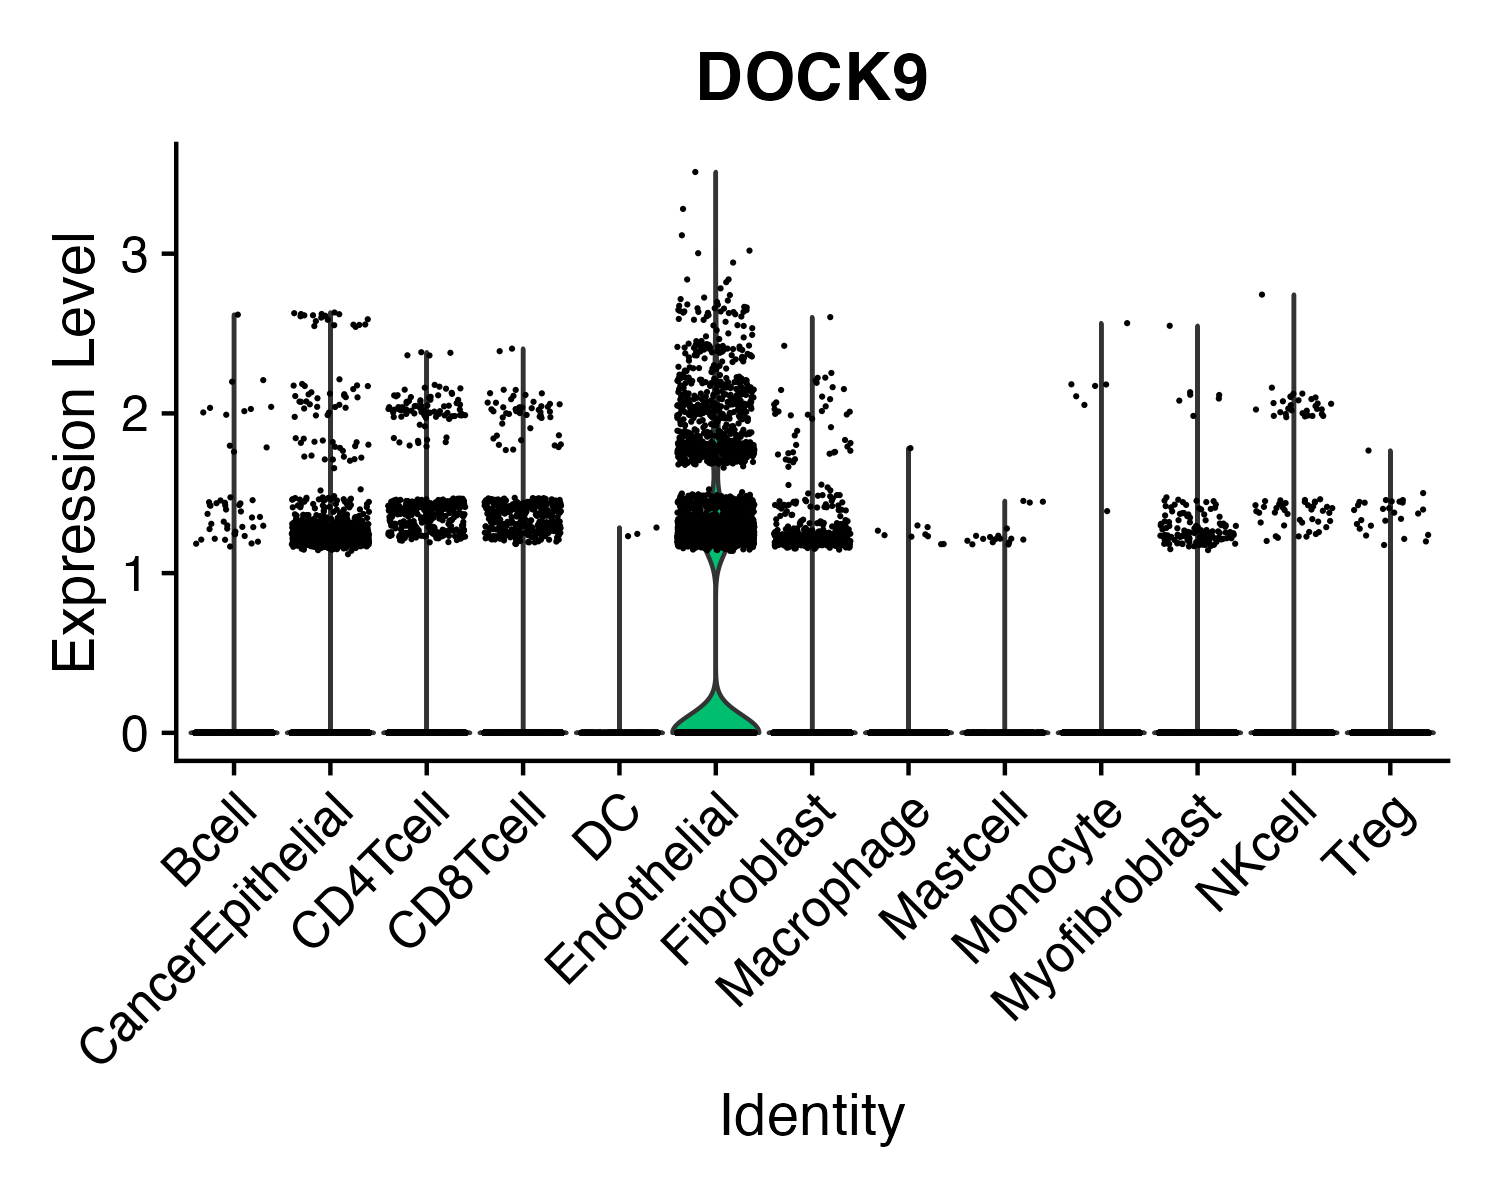 DOCK9
Expression Level
3
2
1
0
Bcell
CancerEpithelial
CD4Tcell
CD8Tcell
DC
Endothelial
Fibroblast
Macrophage
Mastcell
Monocyte
Myofibroblast
NKcell
Treg
Identity